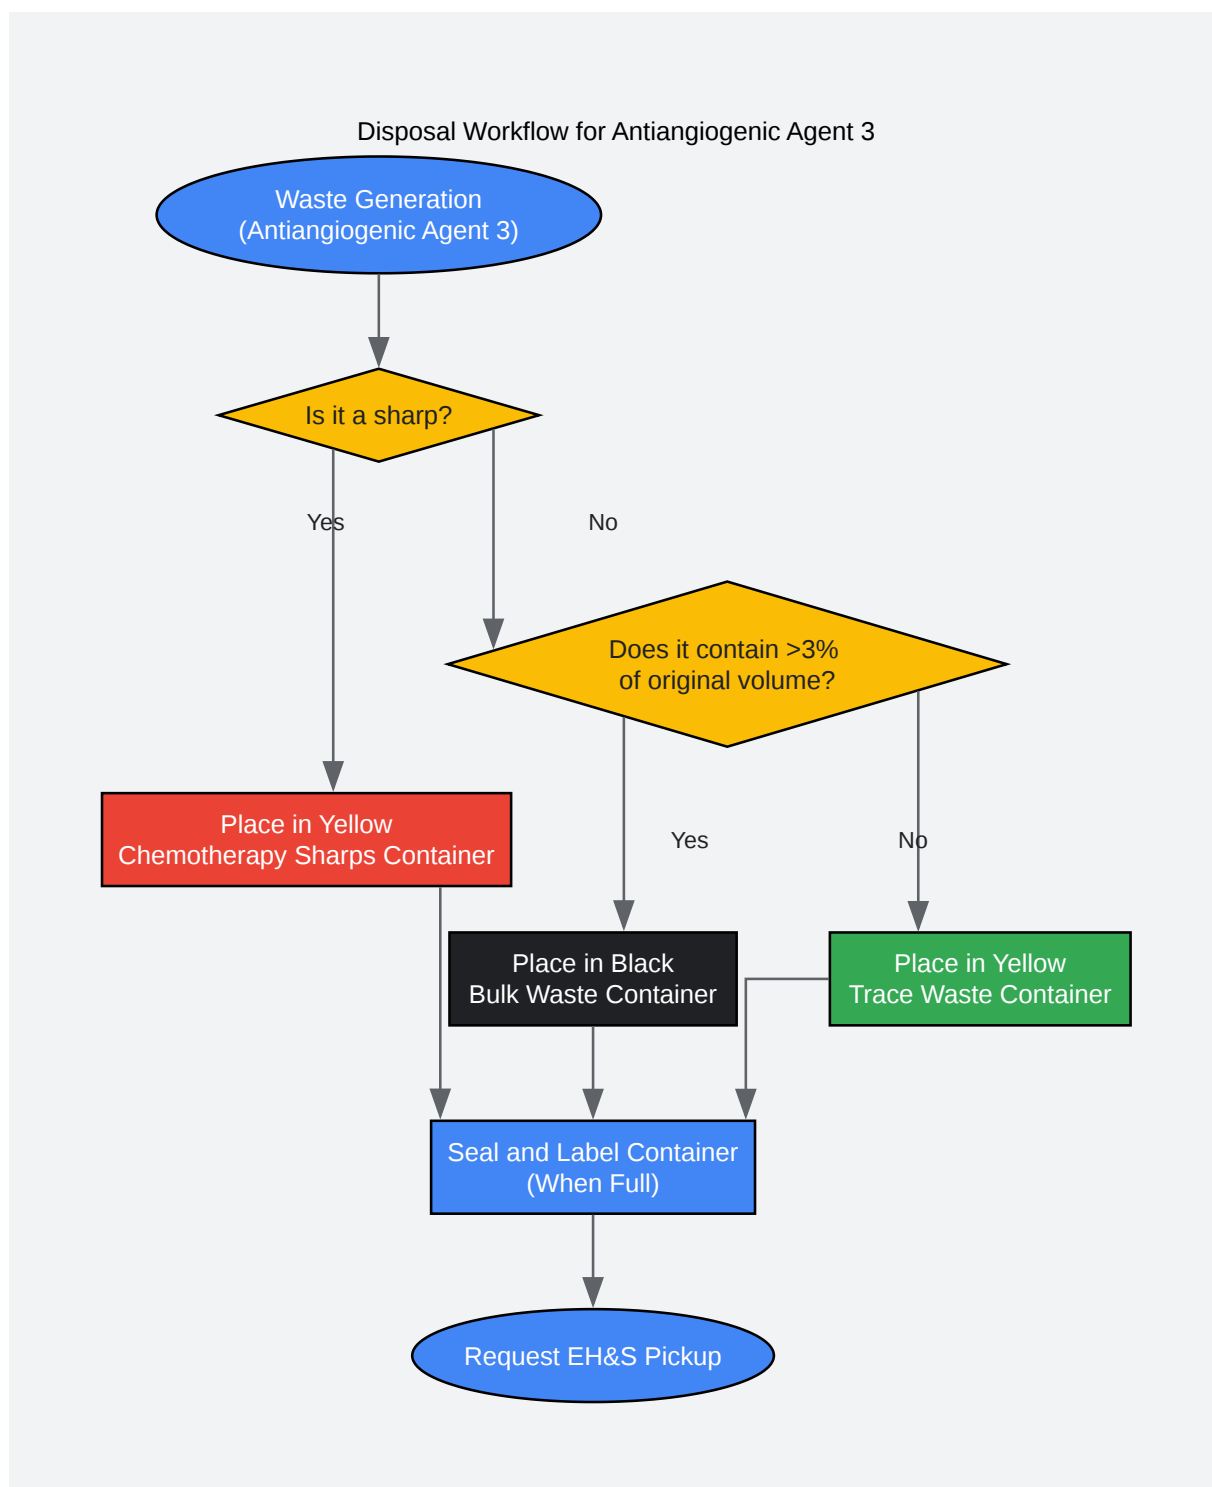 Disposal Workflow for Antiangiogenic Agent 3
Waste Generation
(Antiangiogenic Agent 3)
Is it a sharp?
Yes
No
Does it contain >3%
of original volume?
Place in Yellow
Chemotherapy Sharps Container
Yes
No
Place in Black
Bulk Waste Container
Place in Yellow
Trace Waste Container
Seal and Label Container
(When Full)
Request EH&S Pickup